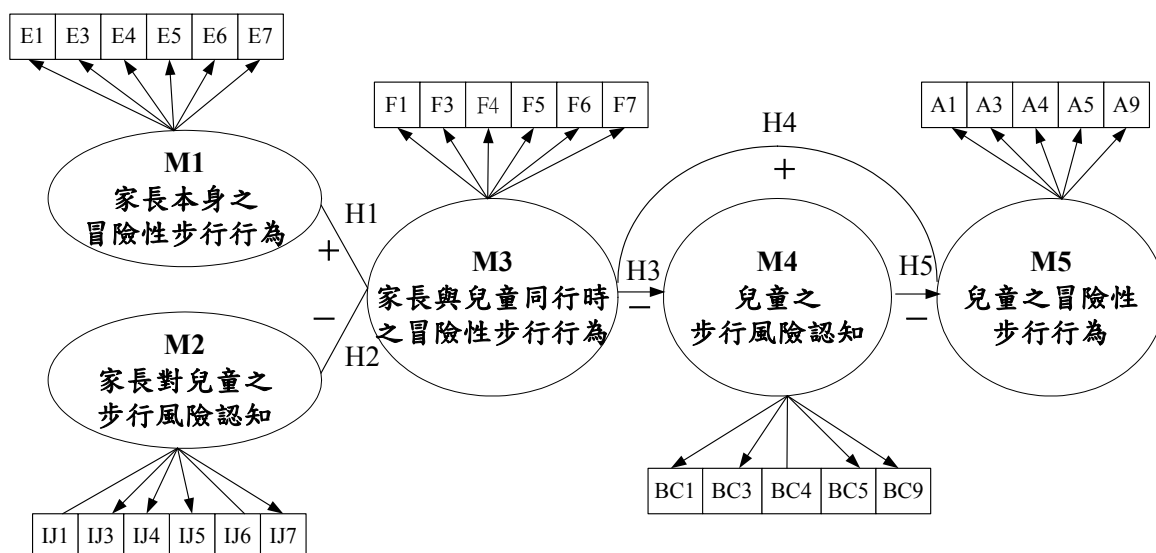 E1 E3 E4 E5 E6 E7
F1 F3 F4 F5 F6 F7
A1 A3 A4 A5 A9
M1
家長本身之
冒險性步行行為
H1
+
M2
家長對兒童之
步行風險認知
H2
−
IJ1 IJ3 IJ4 IJ5 IJ6 IJ7
M3
家長與兒童同行時
之冒險性步行行為
H3
−
H4
+
M4
兒童之
步行風險認知
BC1 BC3 BC4 BC5 BC9
H5
−
M5
兒童之冒險性
步行行為